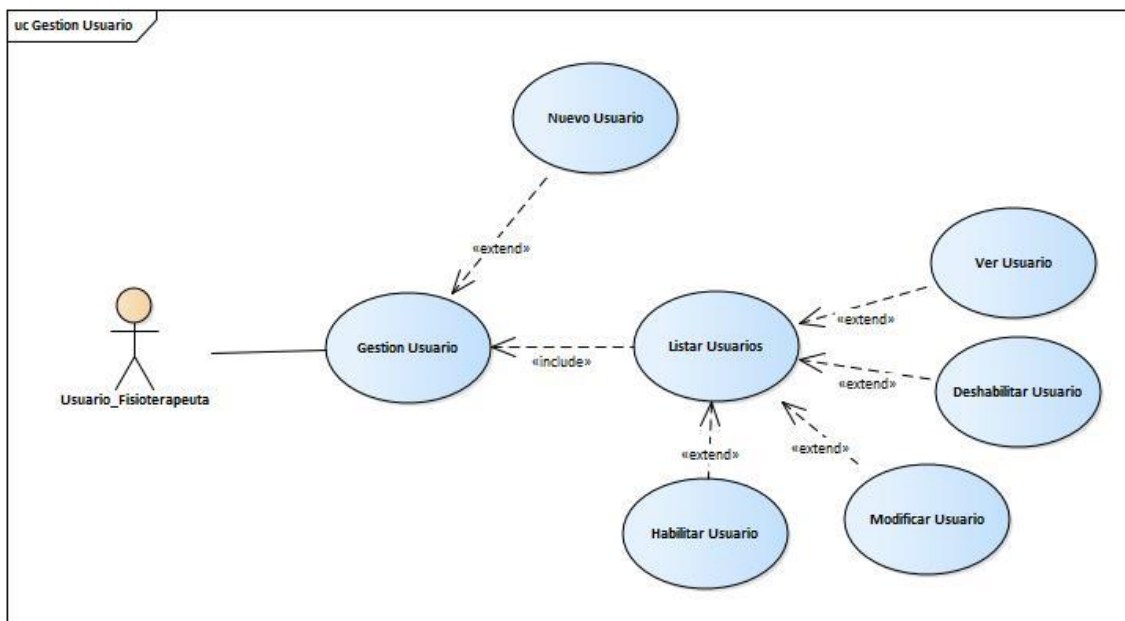 uc Gestion Usuario
Nuevo Usuario
«extend»
Ver Usuario
«extend»
Gestion Usuario
«include»
Listar Usuarios
«extend»
Deshabilitar Usuario
Usuario_Fisioterapeuta
«extend»
«extend»
Habilitar Usuario
Modificar Usuario